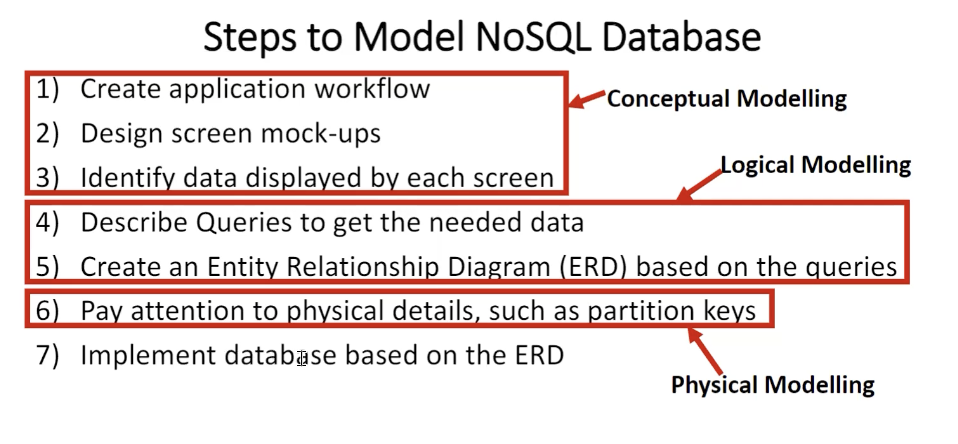 Steps to Model NoSQL Database
1) Create application workflow
Conceptual Modelling
2) Design screen mock-ups
3) Identify data displayed by each screen
Logical Modelling
4) Describe Queries to get the needed data
5) Create an Entity Relationship Diagram (ERD) based on the queries
6) Pay attention to physical details, such as partition keys
7) Implement database based on the ERD
Physical Modelling